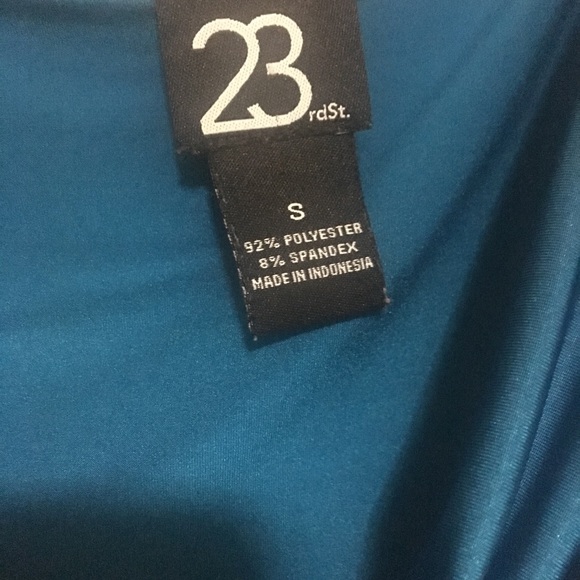 23rdSt.
S
92% POLYESTER
8% SPANDEX
MADE IN INDONESIA